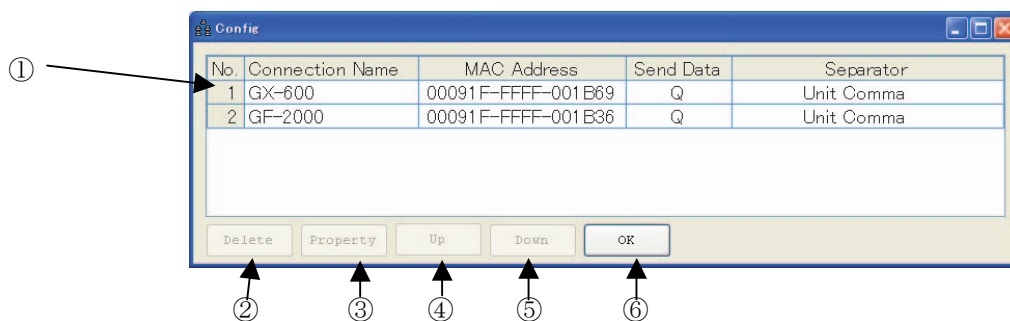 Config
①
No. Connection Name MAC Address Send Data Separator
1 GX-600 00091F-FFFF-001B69 Q Unit Comma
2 GF-2000 00091F-FFFF-001B36 Q Unit Comma
Delete Property Up Down OK
② ③ ④ ⑤ ⑥